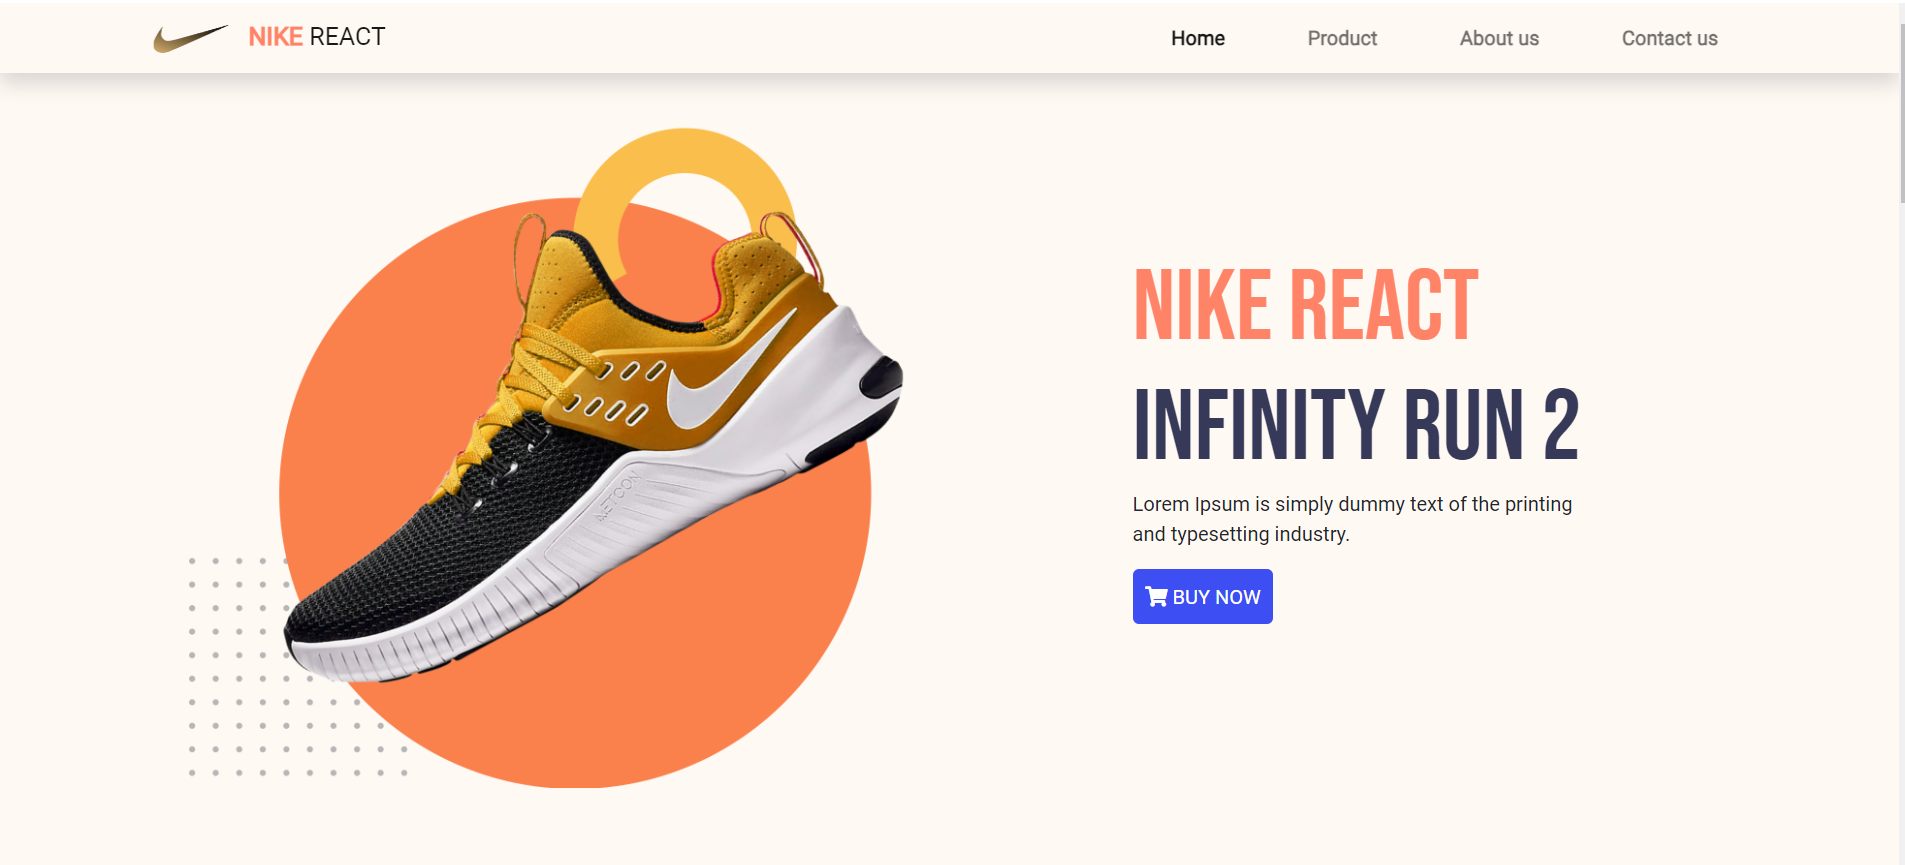 NIKE REACT
Home Product About us Contact us
NIKE REACT
INFINITY RUN 2
Lorem Ipsum is simply dummy text of the printing
and typesetting industry.
BUY NOW
METCON